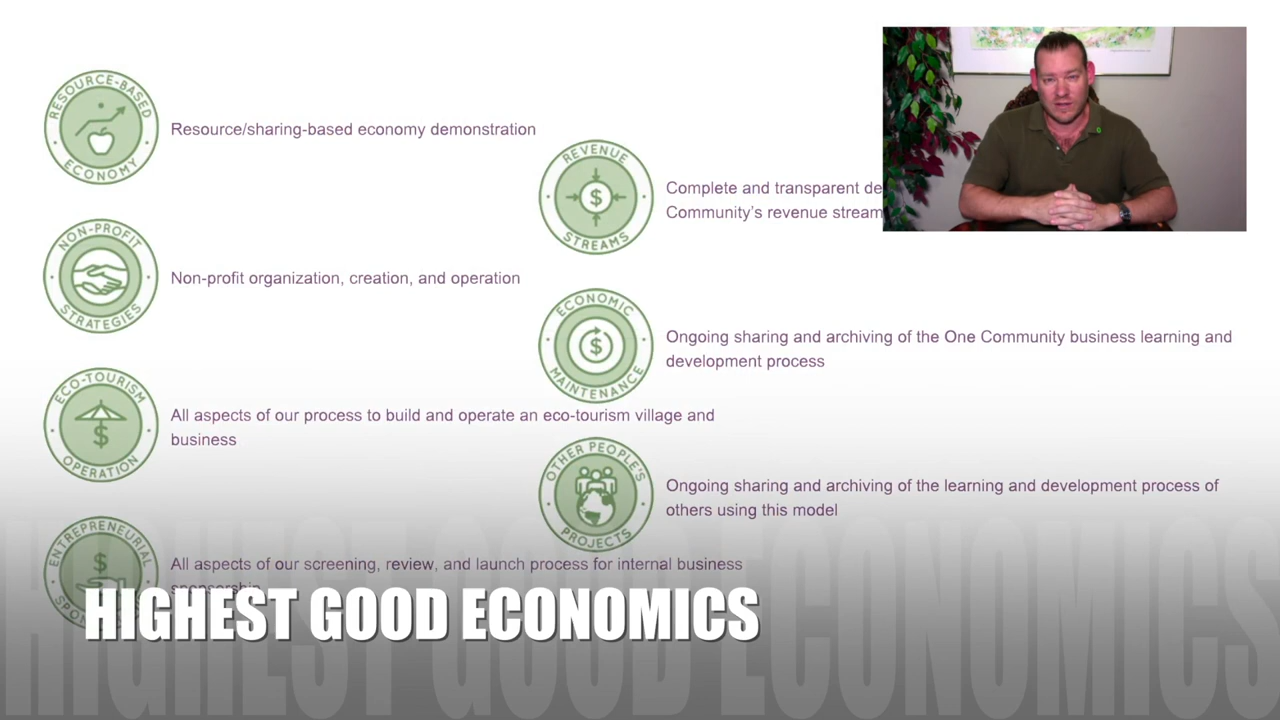 RESOURCE-BASED
ECONOMY
Resource/sharing-based economy demonstration
REVENUE
STREAMS
Complete and transparent de
Community's revenue stream
NON-PROFIT
STRATEGIES
Non-profit organization, creation, and operation
ECONOMIC
MAINTENANCE
Ongoing sharing and archiving of the One Community business learning and
development process
ECO-TOURISM
OPERATION
All aspects of our process to build and operate an eco-tourism village and
business
OTHER PEOPLE'S
PROJECTS
Ongoing sharing and archiving of the learning and development process of
others using this model
ENTREPRENEURIAL
All aspects of our screening, review, and launch process for internal business
HIGHEST GOOD ECONOMICS
HIGHEST GOOD ECONOMICS